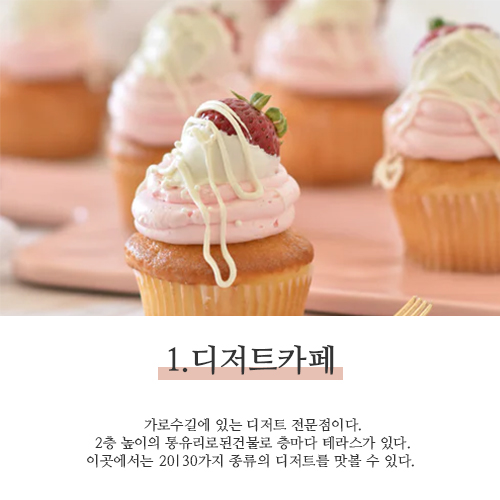 1.디저트카페
가로수길에 있는 디저트 전문점이다.
2층 높이의 통유리로된건물로 층마다 테라스가 있다.
이곳에서는 20l30가지 종류의 디저트를 맛볼 수 있다.